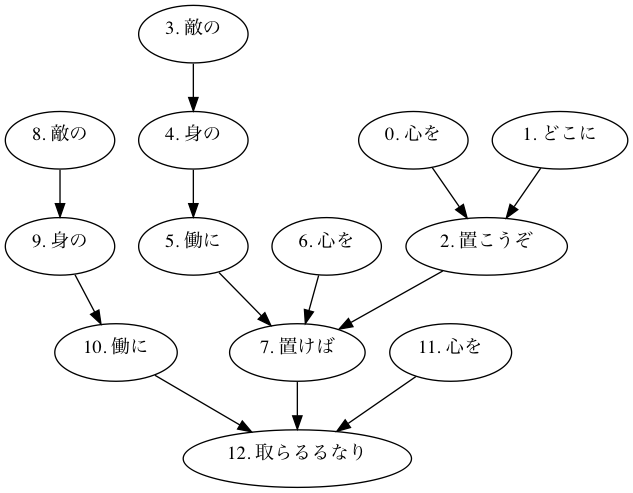 3. 敵の
8. 敵の
4. 身の
0. 心を
1. どこに
9. 身の
5. 働に
6. 心を
2. 置こうぞ
10. 働に
7. 置けば
11. 心を
12. 取らるるなり